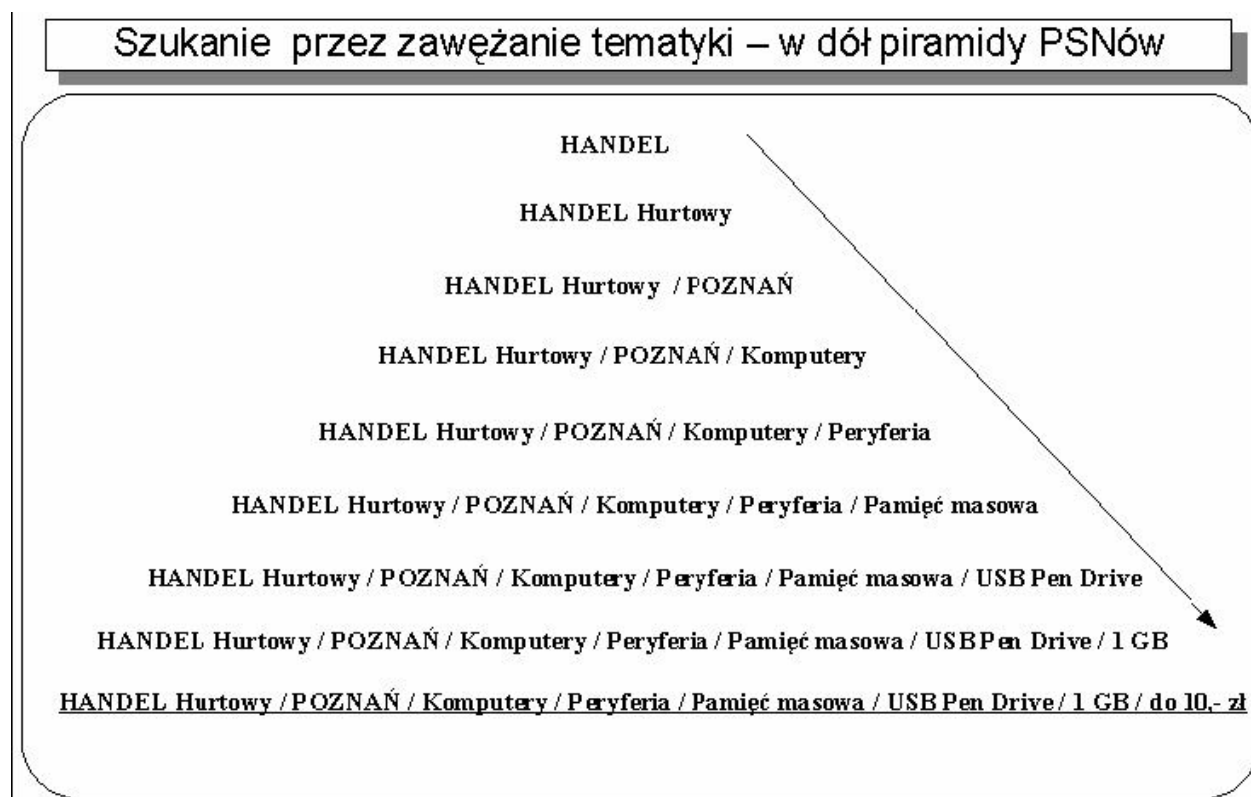 Szukanie przez zawężanie tematyki – w dół piramidy PSNów
HANDEL
HANDEL Hurtowy
HANDEL Hurtowy / POZNAŃ
HANDEL Hurtowy / POZNAŃ / Komputery
HANDEL Hurtowy / POZNAŃ / Komputery / Peryferia
HANDEL Hurtowy / POZNAŃ / Komputery / Peryferia / Pamięć masowa
HANDEL Hurtowy / POZNAŃ / Komputery / Peryferia / Pamięć masowa / USB Pen Drive
HANDEL Hurtowy / POZNAŃ / Komputery / Peryferia / Pamięć masowa / USB Pen Drive / 1 GB
HANDEL Hurtowy / POZNAŃ / Komputery / Peryferia / Pamięć masowa / USB Pen Drive / 1 GB / do 10,- zł